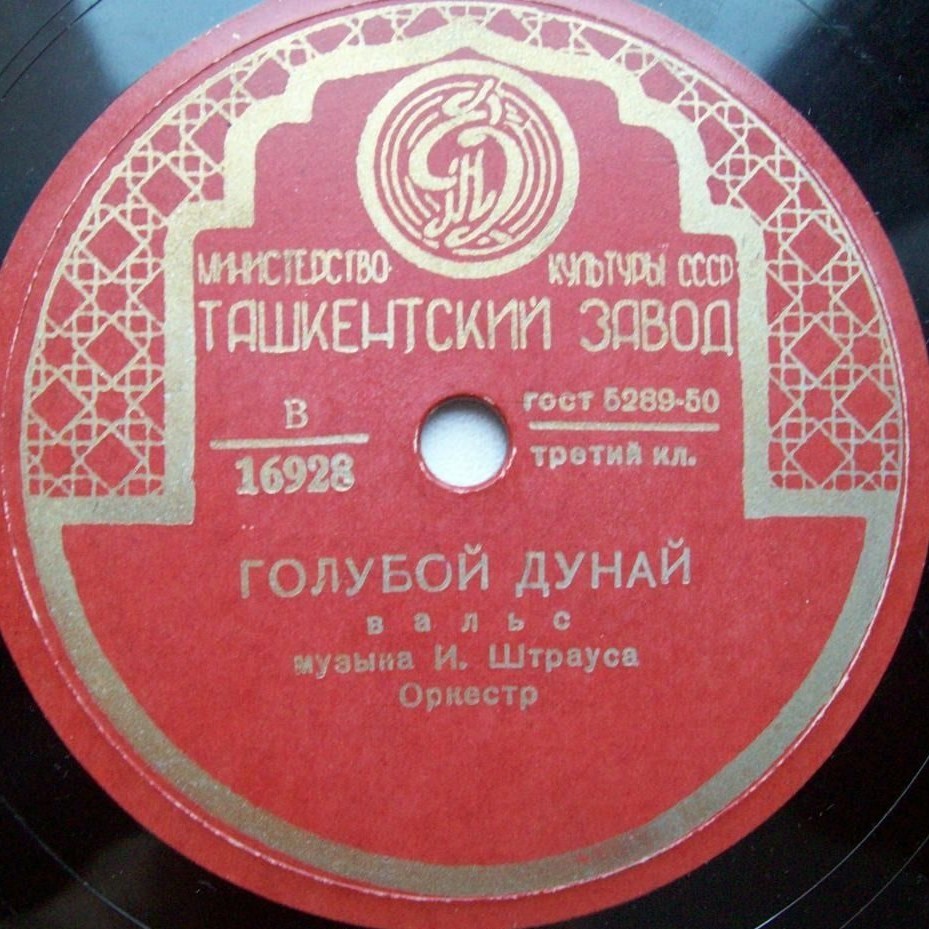 МИНИСТЕРСТВО КУЛЬТУРЫ СССР
ТАШКЕНТСКИЙ ЗАВОД
В
16928
гост 5289-50
третий кл.
ГОЛУБОЙ ДУНАЙ
вальс
музыка И. Штрауса
Оркестр